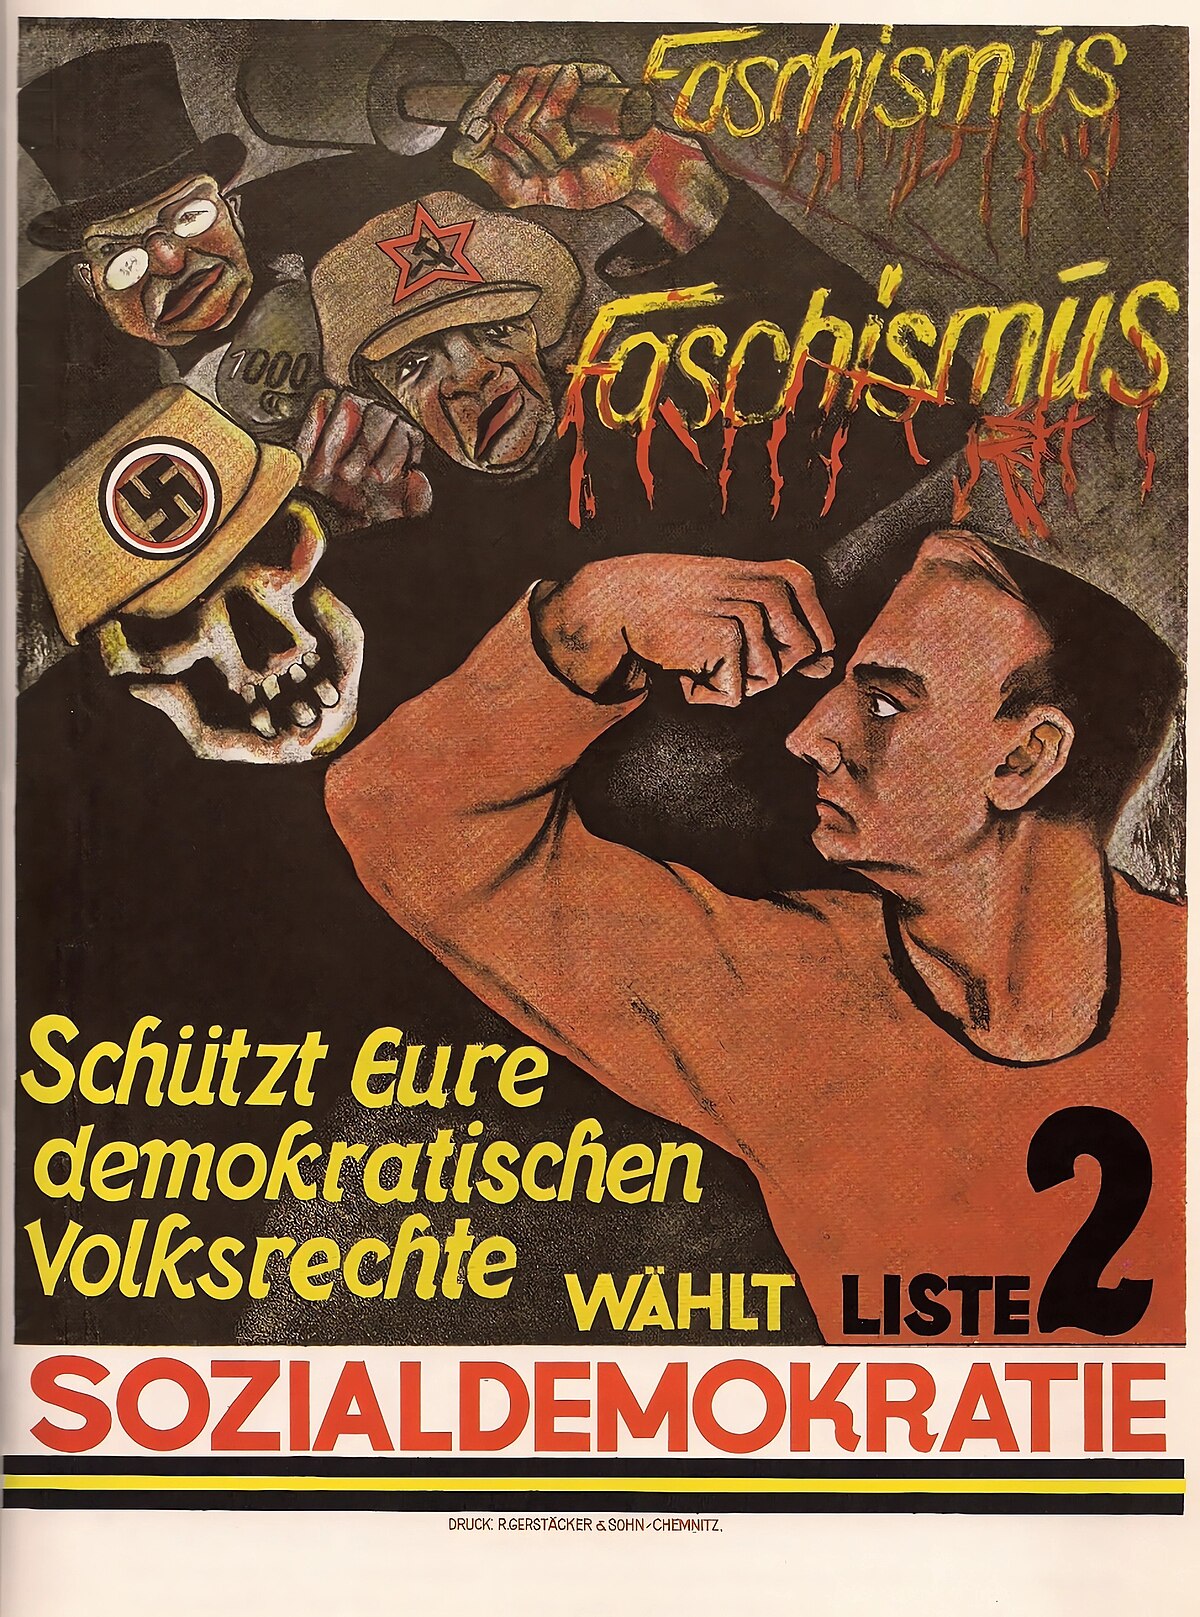 Faschismus
Faschismus
1000
Schützt Eure
demokratischen
Volksrechte
WÄHLT LISTE 2
SOZIALDEMOKRATIE
DRUCK: R.GERSTÄCKER & SOHN-CHEMNITZ.